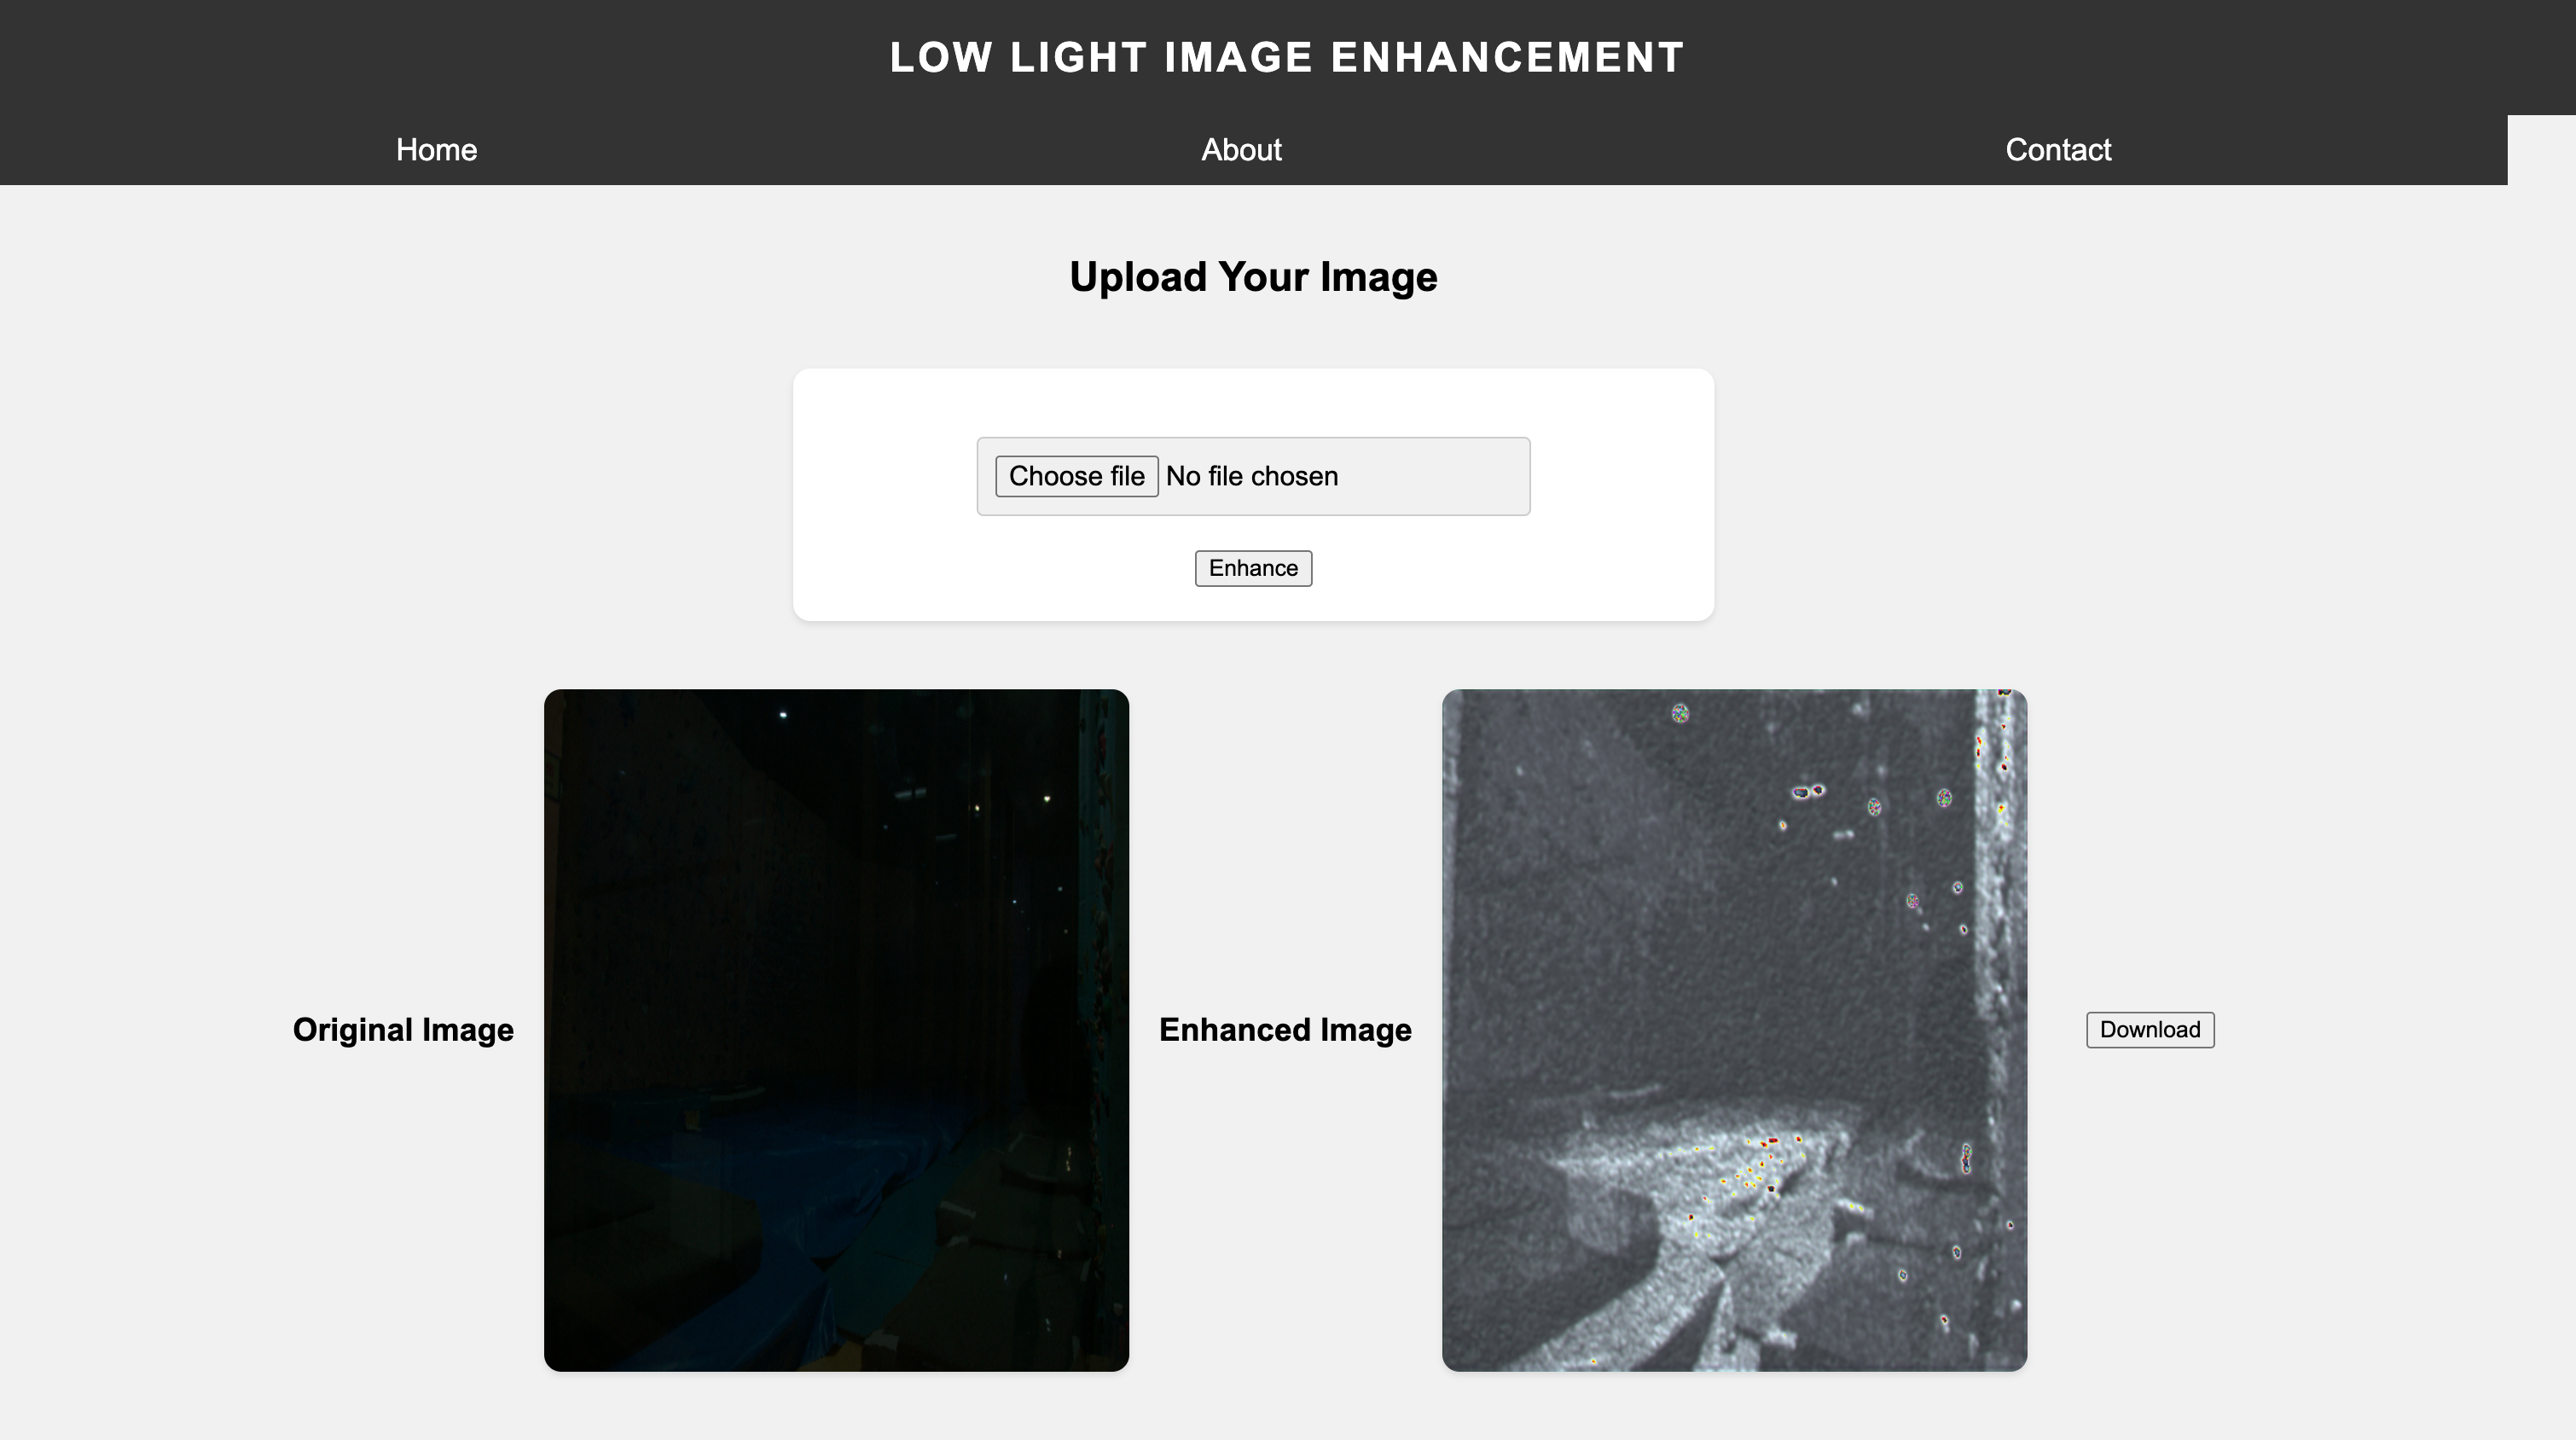 LOW LIGHT IMAGE ENHANCEMENT
Home About Contact
Upload Your Image
Choose file No file chosen
Enhance
Original Image
Enhanced Image
Download